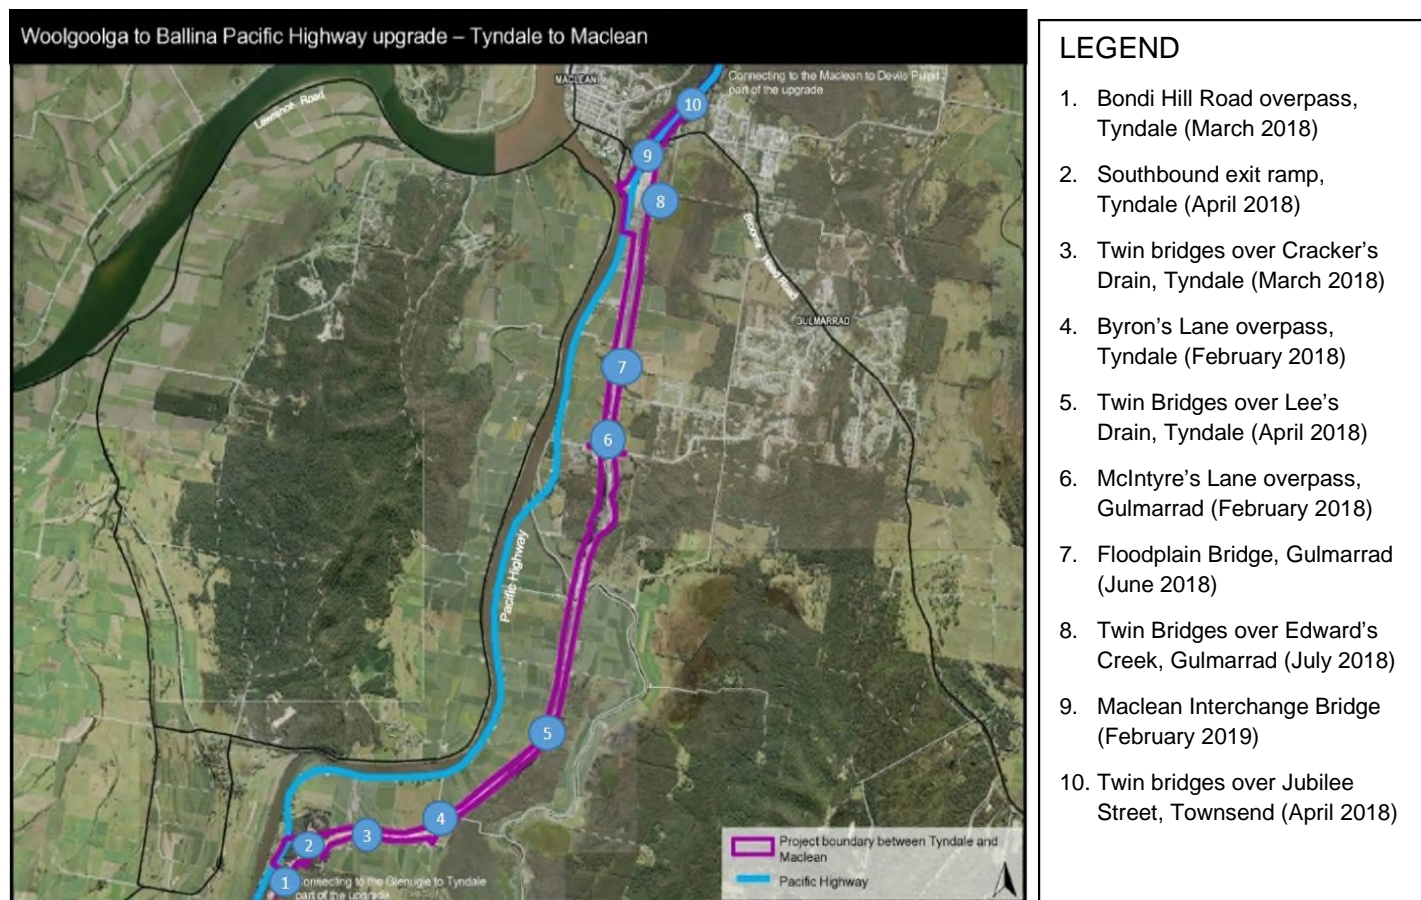 Woolgoolga to Ballina Pacific Highway upgrade – Tyndale to Maclean
MACLEAN
Connecting to the Maclean to Devils Pulpit
part of the upgrade
Lawrence Road
10
9
8
Brooms Head Road
GULMARRAD
7
6
Pacific Highway
5
4
3
2
1
Connecting to the Glenugie to Tyndale
part of the upgrade
Project boundary between Tyndale and
Maclean
Pacific Highway
LEGEND
1. Bondi Hill Road overpass,
Tyndale (March 2018)
2. Southbound exit ramp,
Tyndale (April 2018)
3. Twin bridges over Cracker’s
Drain, Tyndale (March 2018)
4. Byron’s Lane overpass,
Tyndale (February 2018)
5. Twin Bridges over Lee’s
Drain, Tyndale (April 2018)
6. McIntyre’s Lane overpass,
Gulmarrad (February 2018)
7. Floodplain Bridge, Gulmarrad
(June 2018)
8. Twin Bridges over Edward’s
Creek, Gulmarrad (July 2018)
9. Maclean Interchange Bridge
(February 2019)
10. Twin bridges over Jubilee
Street, Townsend (April 2018)